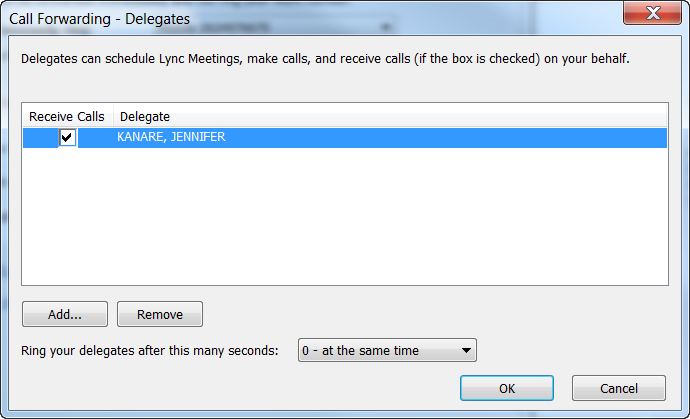 Call Forwarding - Delegates
Delegates can schedule Lync Meetings, make calls, and receive calls (if the box is checked) on your behalf.
Receive Calls Delegate
KANARE, JENNIFER
Add... Remove
Ring your delegates after this many seconds: 0 - at the same time
OK Cancel